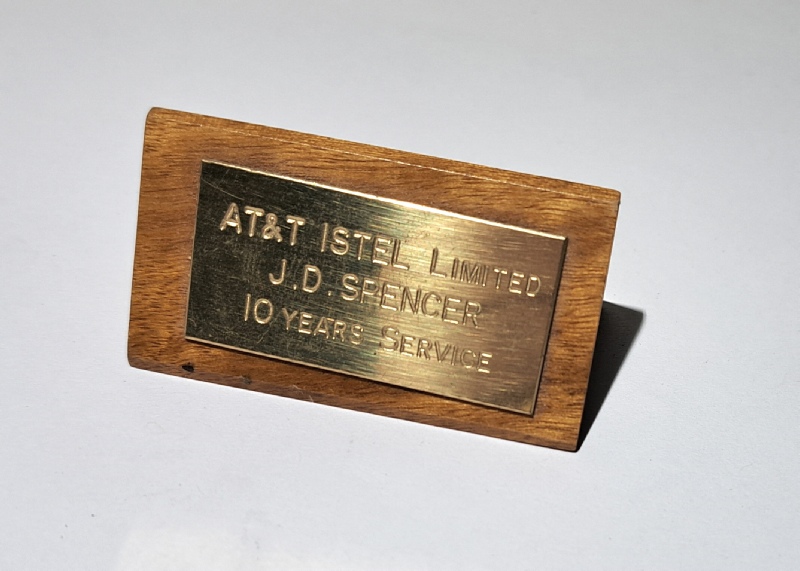 AT&T ISTEL LIMITED
J.D. SPENCER
10 YEARS SERVICE